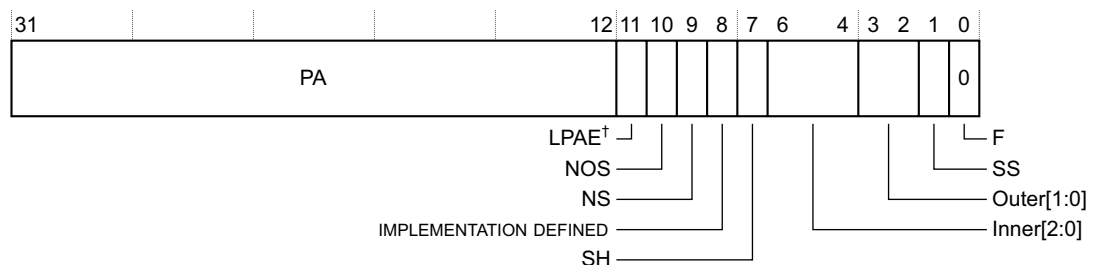 31 12 11 10 9 8 7 6 4 3 2 1 0
PA 0
LPAE† F
NOS SS
NS Outer[1:0]
IMPLEMENTATION DEFINED Inner[2:0]
SH